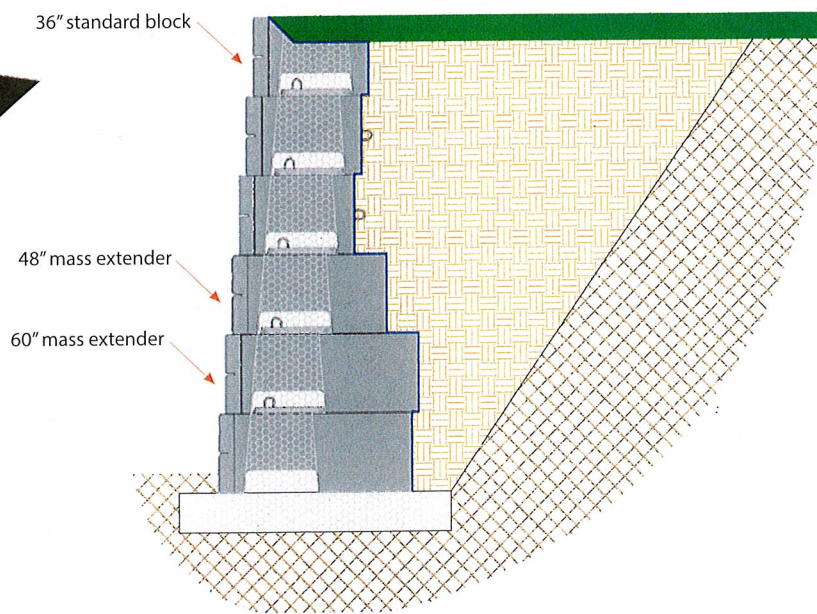 36” standard block
48” mass extender
60” mass extender